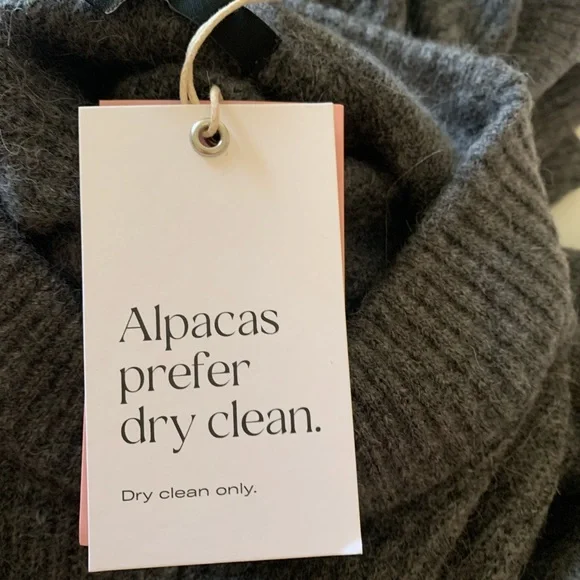 Alpacas
prefer
dry clean.
Dry clean only.